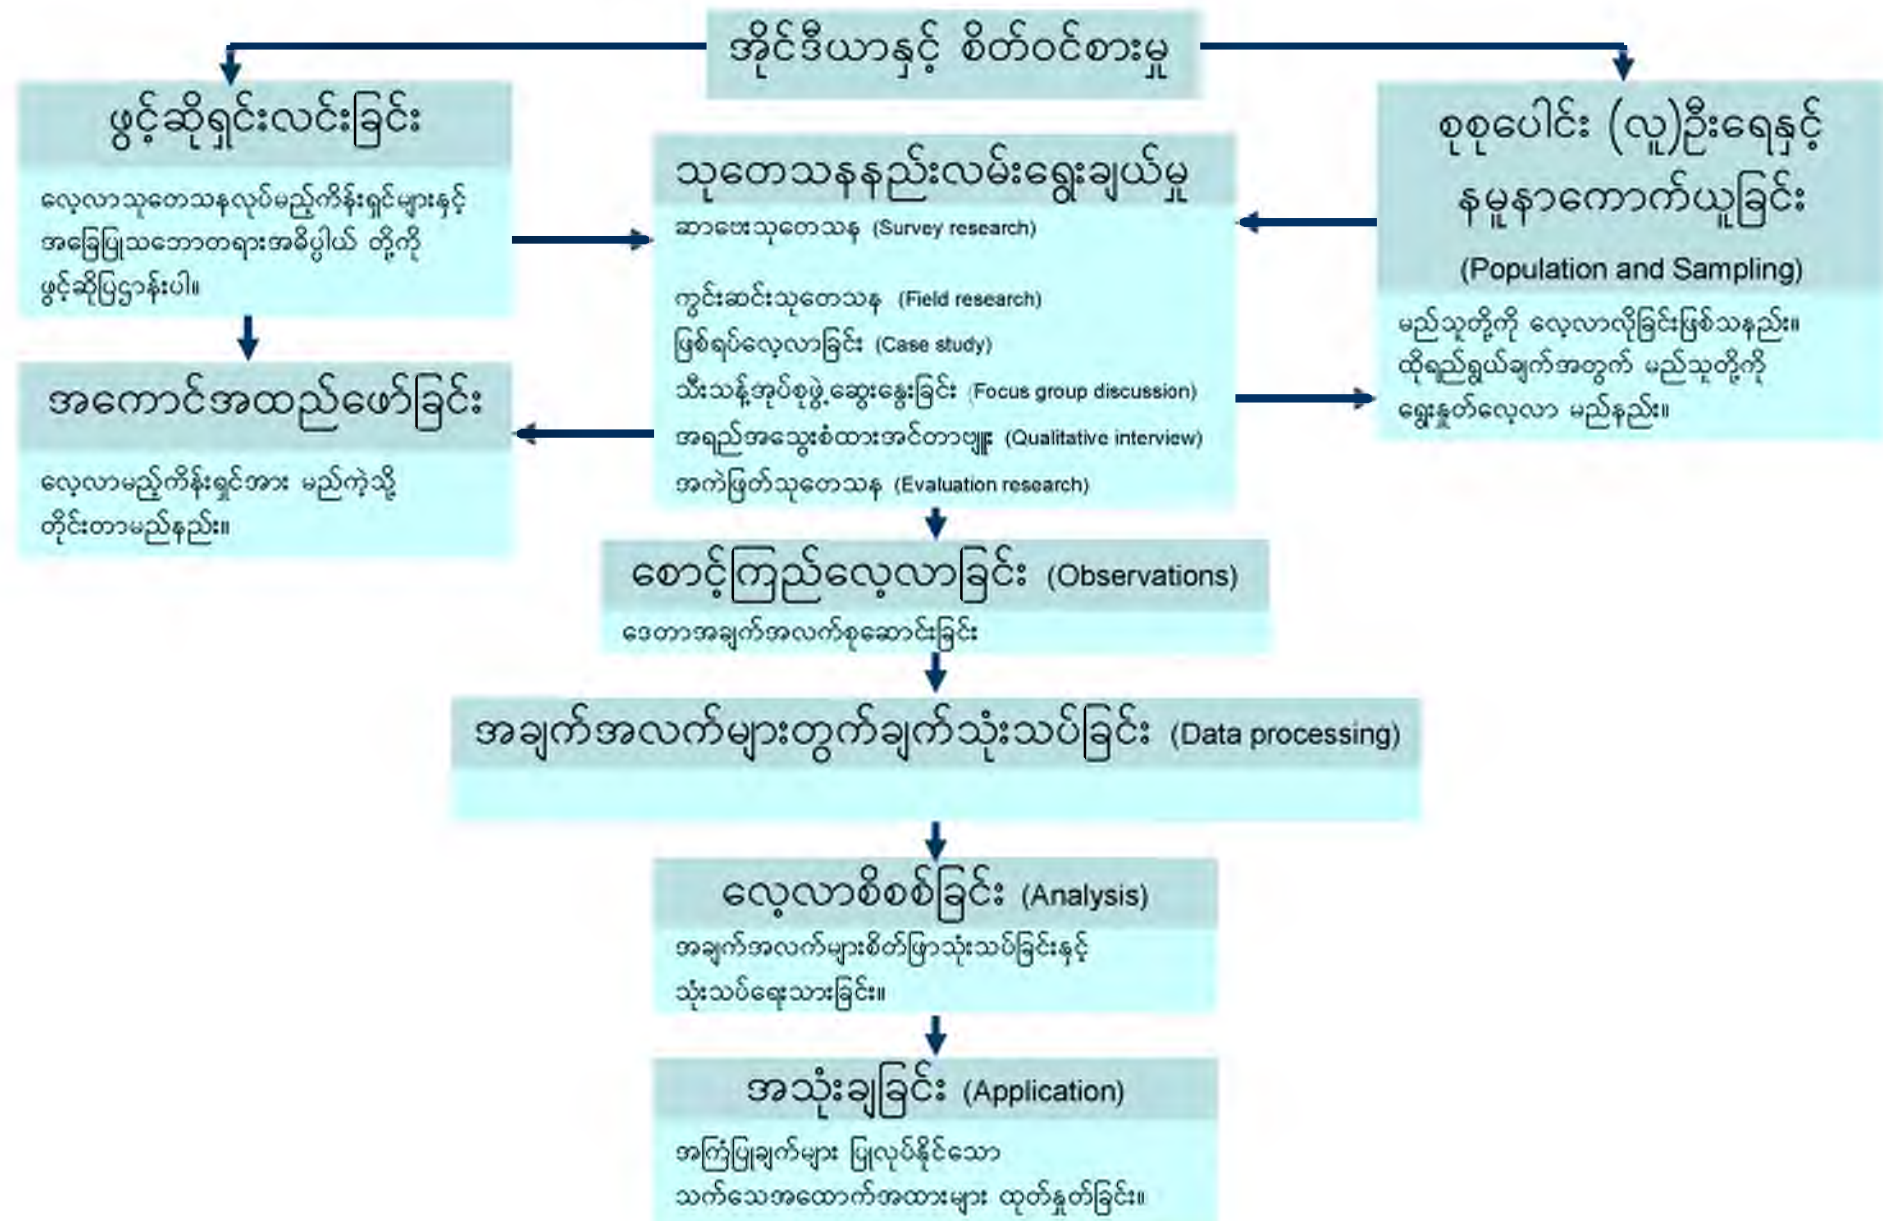 အိုင်ဒီယာနှင့် စိတ်ဝင်စားမှု
ဖွင့်ဆိုရှင်းလင်းခြင်း
လေ့လာသုတေသနလုပ်မည့်ကိန်းရှင်များနှင့်
အခြေပြုသဘောတရားအဓိပ္ပါယ် တို့ကို
ဖွင့်ဆိုပြဋ္ဌာန်းပါ။
အကောင်အထည်ဖော်ခြင်း
လေ့လာမည့်ကိန်းရှင်အား မည်ကဲ့သို့
တိုင်းတာမည်နည်း။
သုတေသနနည်းလမ်းရွေးချယ်မှု
ဆာဗေးသုတေသန (Survey research)
ကွင်းဆင်းသုတေသန (Field research)
ဖြစ်ရပ်လေ့လာခြင်း (Case study)
သီးသန့်အုပ်စုဖွဲ့ဆွေးနွေးခြင်း (Focus group discussion)
အရည်အသွေးစံထားအင်တာဗျူး (Qualitative interview)
အကဲဖြတ်သုတေသန (Evaluation research)
စုစုပေါင်း (လူ)ဦးရေနှင့်
နမူနာကောက်ယူခြင်း
(Population and Sampling)
မည်သူတို့ကို လေ့လာလိုခြင်းဖြစ်သနည်း။
ထိုရည်ရွယ်ချက်အတွက် မည်သူတို့ကို
ရွေးနှုတ်လေ့လာ မည်နည်း။
စောင့်ကြည်လေ့လာခြင်း (Observations)
ဒေတာအချက်အလက်စုဆောင်းခြင်း
အချက်အလက်များတွက်ချက်သုံးသပ်ခြင်း (Data processing)
လေ့လာစိစစ်ခြင်း (Analysis)
အချက်အလက်များစိတ်ဖြာသုံးသပ်ခြင်းနှင့်
သုံးသပ်ရေးသားခြင်း။
အသုံးချခြင်း (Application)
အကြံပြုချက်များ ပြုလုပ်နိုင်သော
သက်သေအထောက်အထားများ ထုတ်နှုတ်ခြင်း။